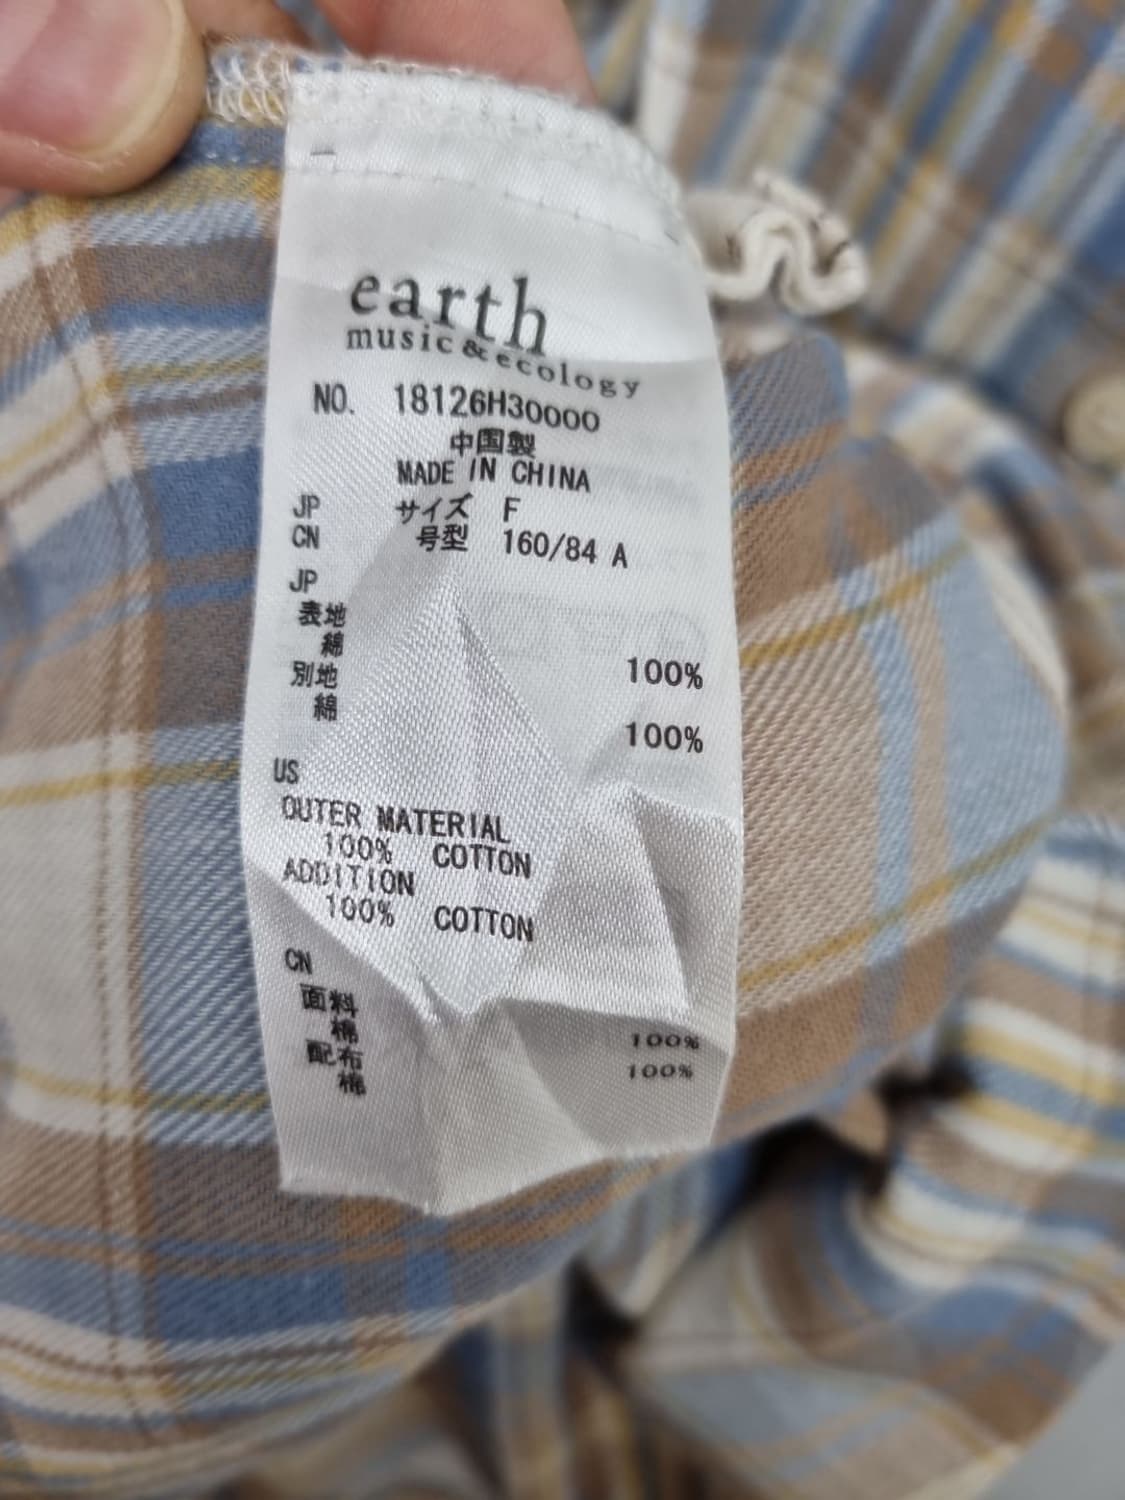 earth
music & ecology
NO. 18126H30000
中国製
MADE IN CHINA
JP サイズ F
CN 号型 160/84 A
JP
表地
綿 100%
別地
綿 100%
US
OUTER MATERIAL
100% COTTON
ADDITION
100% COTTON
CN
面料
棉 100%
配布
棉 100%